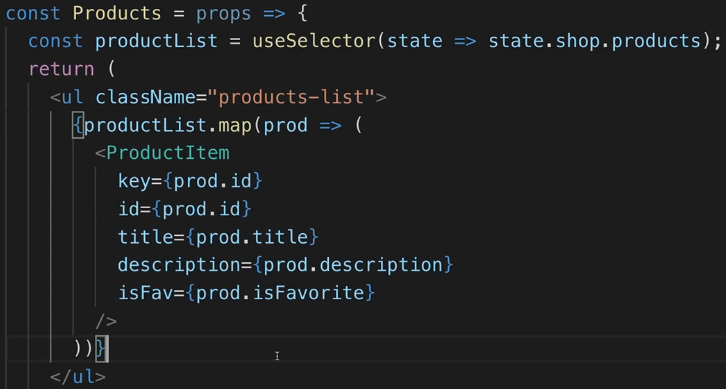 const Products = props => {
const productList = useSelector(state => state.shop.products);
return (
<ul className="products-list">
{productList.map(prod => (
<ProductItem
key={prod.id}
id={prod.id}
title={prod.title}
description={prod.description}
isFav={prod.isFavorite}
/>
))}
</ul>